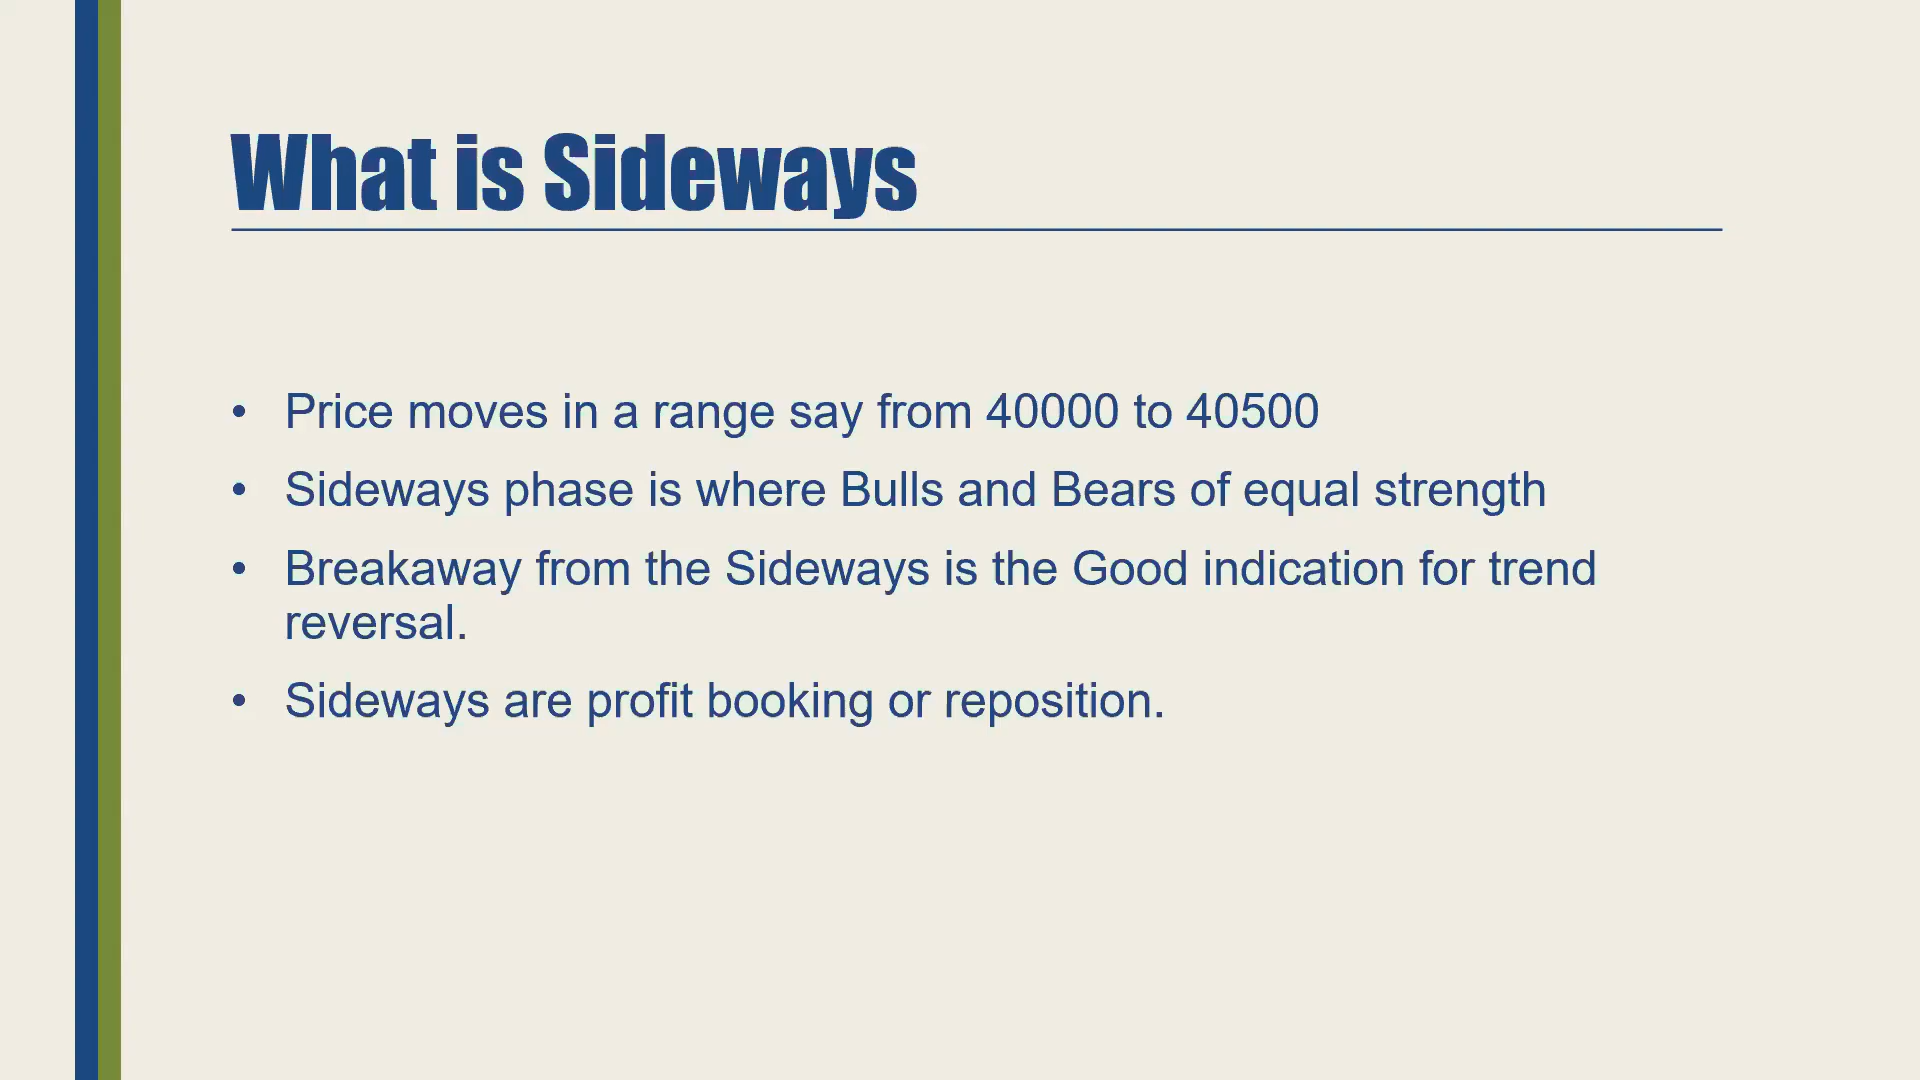 What is Sideways
• Price moves in a range say from 40000 to 40500
• Sideways phase is where Bulls and Bears of equal strength
• Breakaway from the Sideways is the Good indication for trend
reversal.
• Sideways are profit booking or reposition.